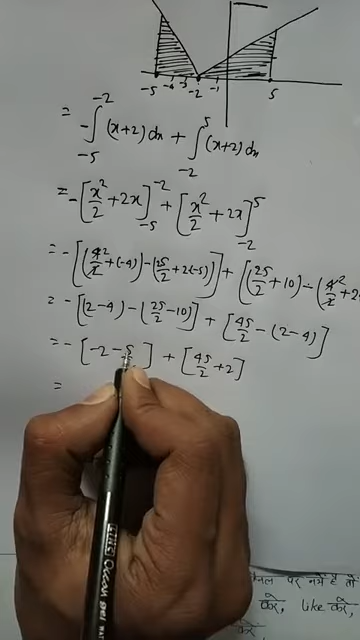 -5 -4 -3 -2 -1 5
= -∫_{-5}^{-2} (x+2) dx + ∫_{-2}^{5} (x+2) dx
= -[x²/2 + 2x]_{-5}^{-2} + [x²/2 + 2x]_{-2}^{5}
= -[(4/2 + (-4)) - (25/2 + 2(-5))] + [(25/2 + 10) - (4/2 + 2
= -[(2-4) - (25/2 - 10)] + [45/2 - (2-4)]
= -[-2 - 5/2] + [45/2 + 2]
=
पर नये है तो
करे, like करे,